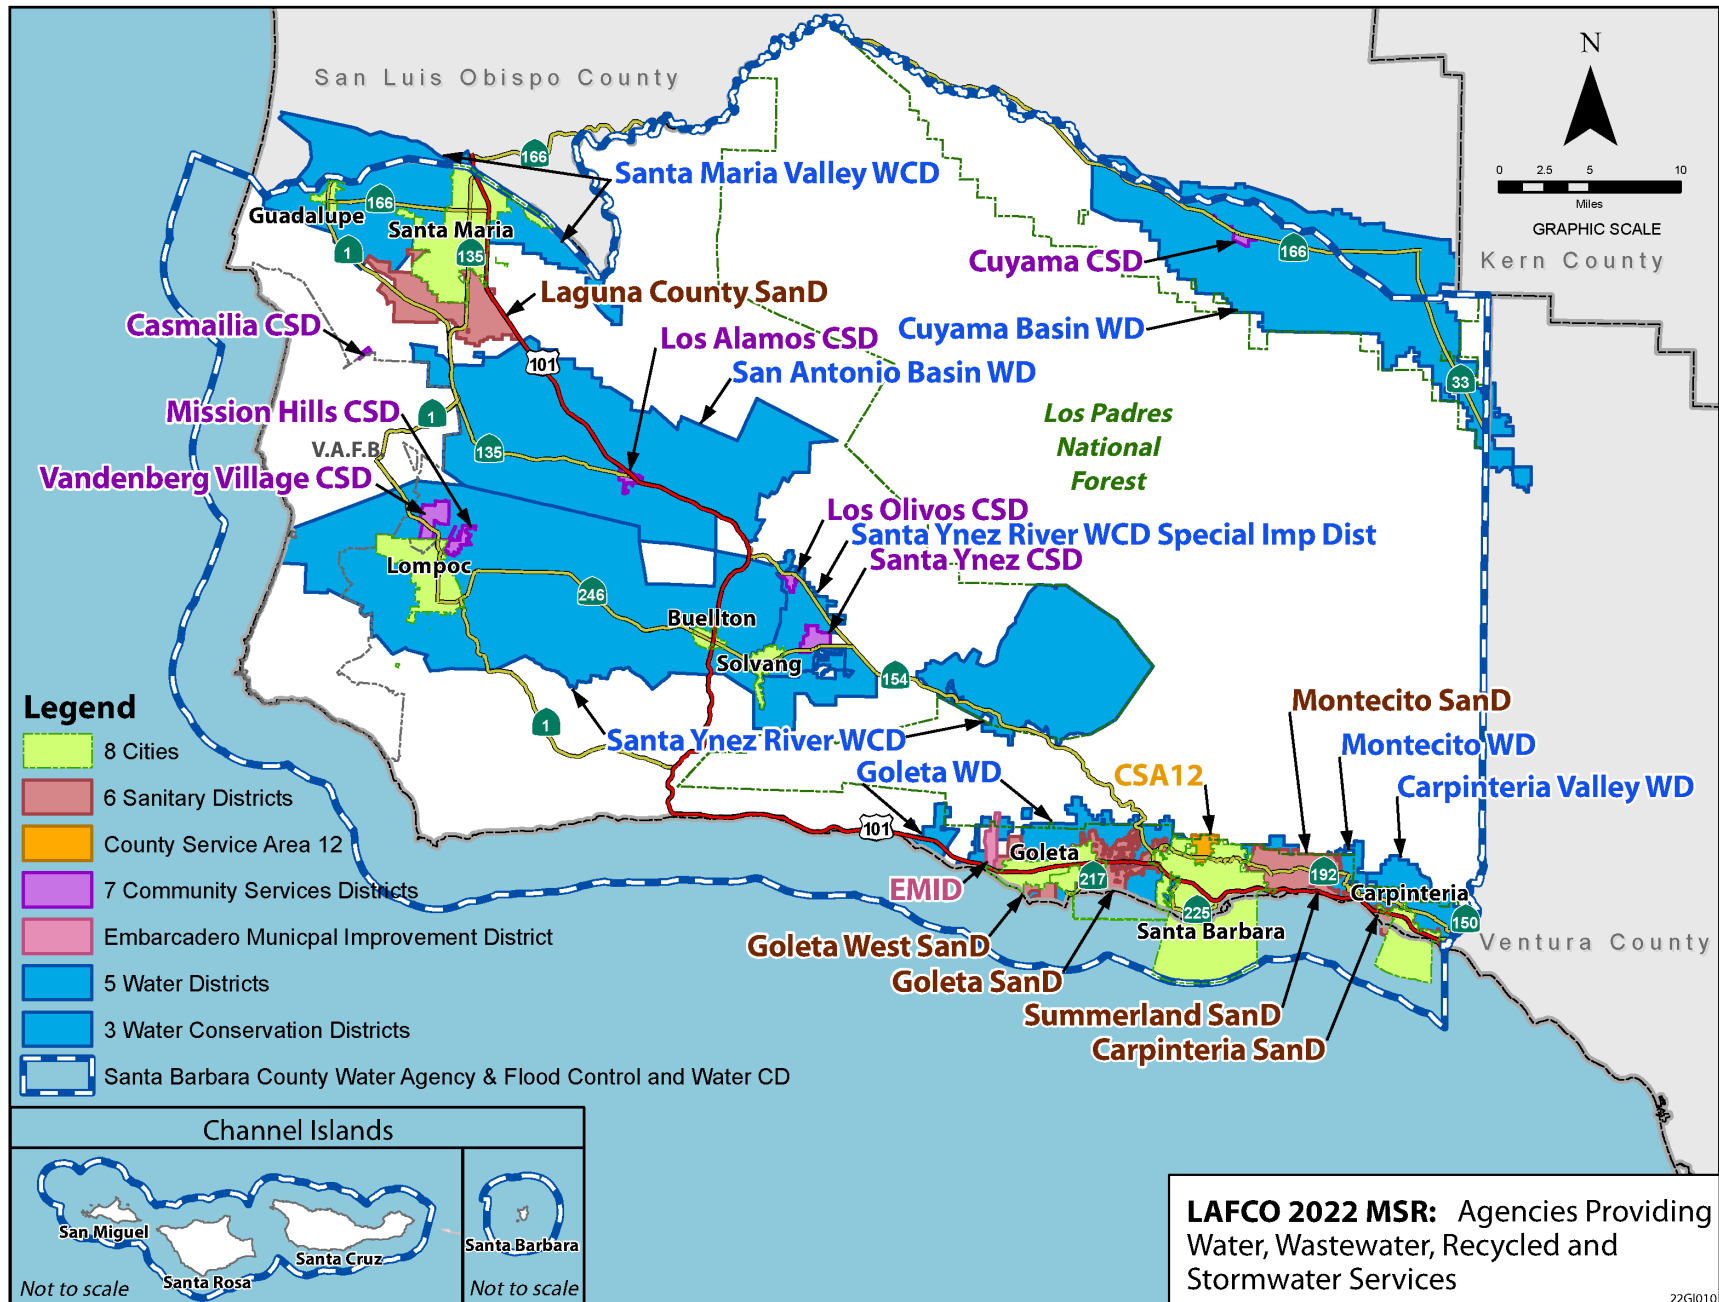 San Luis Obispo County
N
0 2.5 5 10
Miles
GRAPHIC SCALE
Kern County
166
Santa Maria Valley WCD
Guadalupe
166
Santa Maria
1
135
Cuyama CSD
166
Laguna County SanD
Casmailia CSD
Cuyama Basin WD
Los Alamos CSD
101
San Antonio Basin WD
33
Mission Hills CSD
1
Los Padres
National
Forest
V.A.F.B
135
Vandenberg Village CSD
Los Olivos CSD
Santa Ynez River WCD Special Imp Dist
Santa Ynez CSD
Lompoc
246
Buellton
Solvang
154
Legend
8 Cities
6 Sanitary Districts
County Service Area 12
7 Community Services Districts
Embarcadero Municpal Improvement District
5 Water Districts
3 Water Conservation Districts
Santa Barbara County Water Agency & Flood Control and Water CD
1
Santa Ynez River WCD
Montecito SanD
Montecito WD
Goleta WD
CSA12
Carpinteria Valley WD
101
Goleta
217
192
EMID
Carpinteria
225
150
Santa Barbara
Goleta West SanD
Ventura County
Goleta SanD
Summerland SanD
Carpinteria SanD
Channel Islands
San Miguel
Santa Rosa
Santa Cruz
Not to scale
Santa Barbara
Not to scale
LAFCO 2022 MSR: Agencies Providing
Water, Wastewater, Recycled and
Stormwater Services
22GI010